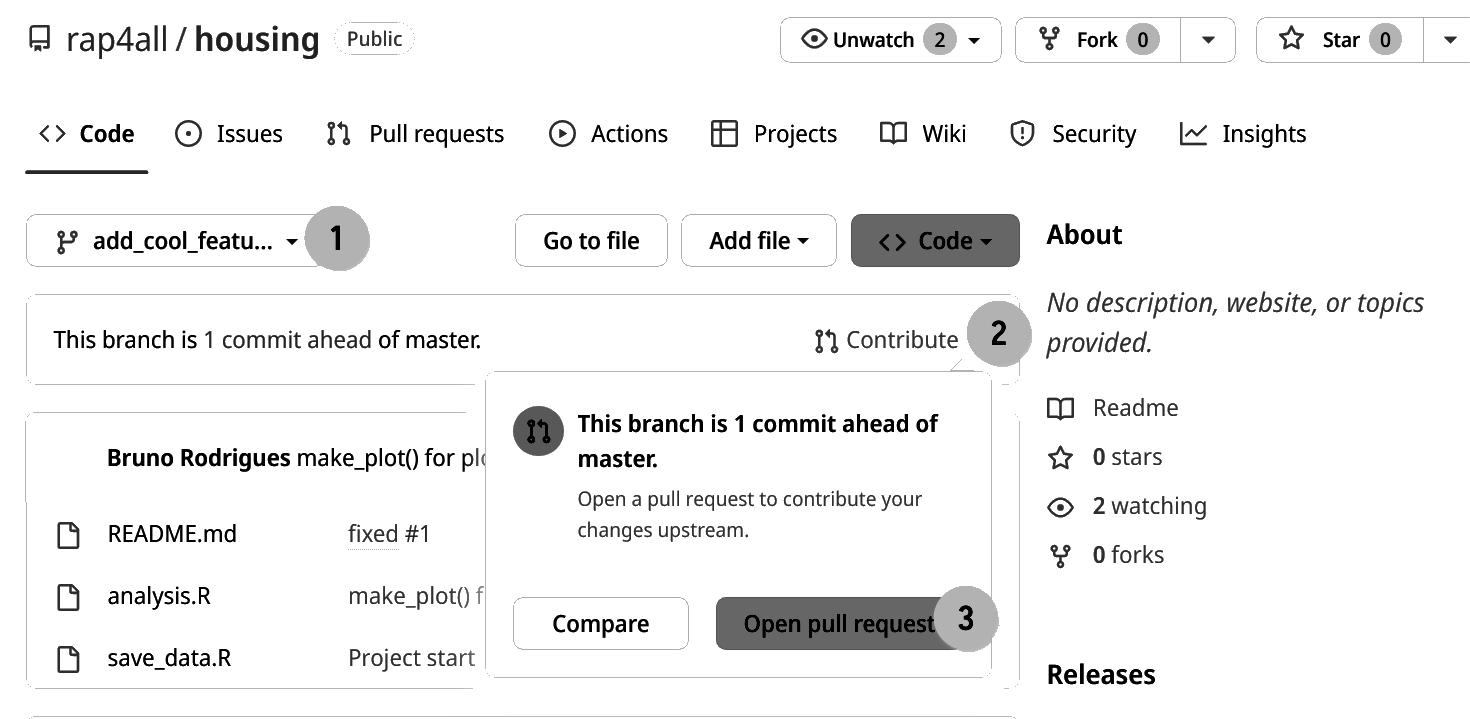 rap4all / housing Public Unwatch 2 Fork 0 Star 0
Code Issues Pull requests Actions Projects Wiki Security Insights
add_cool_featu... 1 Go to file Add file Code
About
No description, website, or topics
provided.
This branch is 1 commit ahead of master. Contribute 2
This branch is 1 commit ahead of
master.
Open a pull request to contribute your
changes upstream.
Compare Open pull request 3
Bruno Rodrigues make_plot() for plo
README.md fixed #1
analysis.R make_plot() f
save_data.R Project start
Readme
0 stars
2 watching
0 forks
Releases